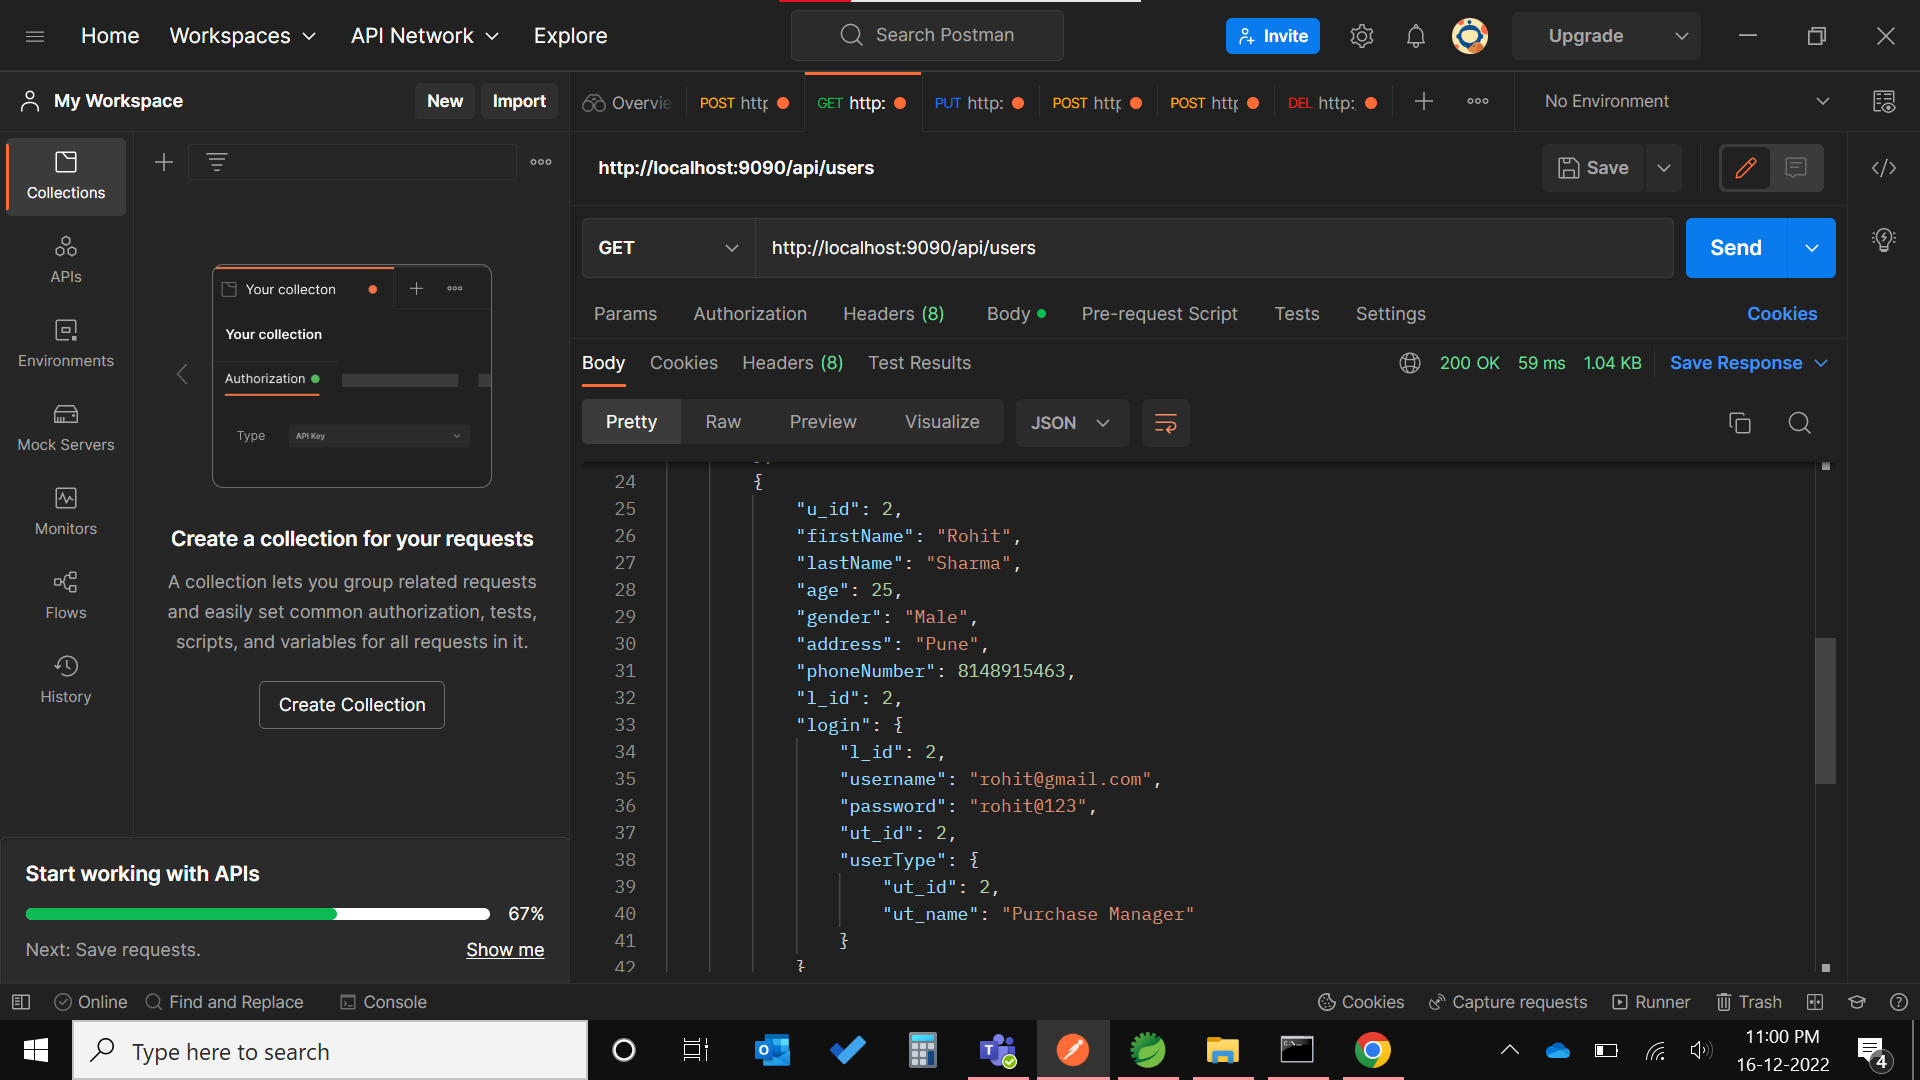 Home Workspaces API Network Explore Search Postman Invite Upgrade
My Workspace New Import
Overvie POST http GET http: PUT http: POST http POST http DEL http: No Environment
Collections
APIs
Environments
Mock Servers
Monitors
Flows
History
Your collecton
Your collection
Authorization
Type API Key
Create a collection for your requests
A collection lets you group related requests
and easily set common authorization, tests,
scripts, and variables for all requests in it.
Create Collection
Start working with APIs
67%
Next: Save requests. Show me
http://localhost:9090/api/users Save
GET http://localhost:9090/api/users Send
Params Authorization Headers (8) Body Pre-request Script Tests Settings Cookies
Body Cookies Headers (8) Test Results 200 OK 59 ms 1.04 KB Save Response
Pretty Raw Preview Visualize JSON
24 {
25 "u_id": 2,
26 "firstName": "Rohit",
27 "lastName": "Sharma",
28 "age": 25,
29 "gender": "Male",
30 "address": "Pune",
31 "phoneNumber": 8148915463,
32 "l_id": 2,
33 "login": {
34 "l_id": 2,
35 "username": "rohit@gmail.com",
36 "password": "rohit@123",
37 "ut_id": 2,
38 "userType": {
39 "ut_id": 2,
40 "ut_name": "Purchase Manager"
41 }
42 }
Online Find and Replace Console Cookies Capture requests Runner Trash
Type here to search
11:00 PM
16-12-2022
4